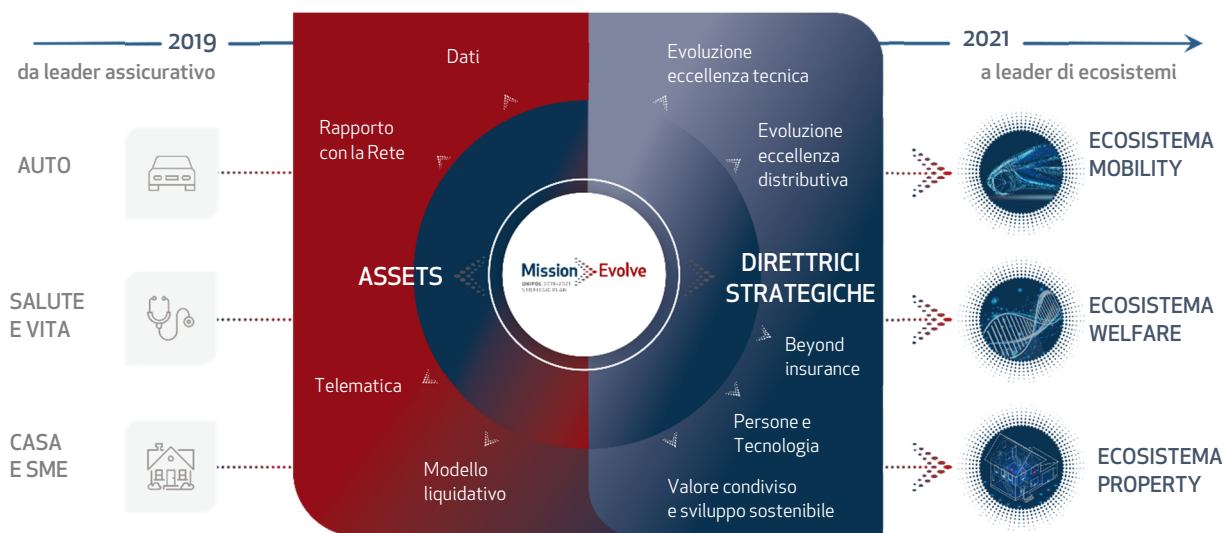 2019
da leader assicurativo
2021
a leader di ecosistemi
AUTO
SALUTE
E VITA
CASA
E SME
Dati
Rapporto
con la Rete
ASSETS
Telematica
Modello
liquidativo
Mission Evolve
UNIPOL 2019-2021
STRATEGIC PLAN
Evoluzione
eccellenza tecnica
Evoluzione
eccellenza
distributiva
DIRETTRICI
STRATEGICHE
Beyond
insurance
Persone e
Tecnologia
Valore condiviso
e sviluppo sostenibile
ECOSISTEMA
MOBILITY
ECOSISTEMA
WELFARE
ECOSISTEMA
PROPERTY